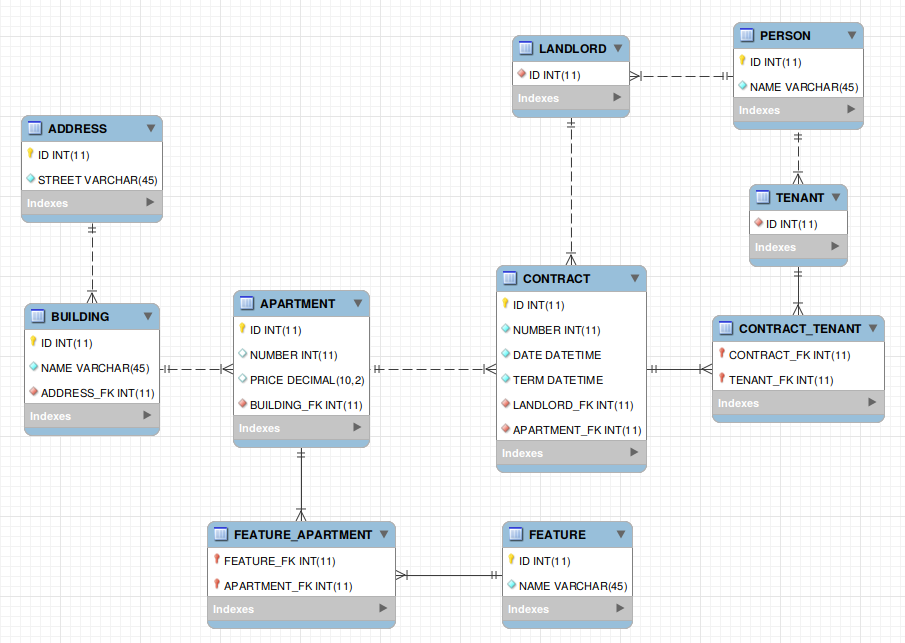 LANDLORD
ID INT(11)
Indexes
PERSON
ID INT(11)
NAME VARCHAR(45)
Indexes
ADDRESS
ID INT(11)
STREET VARCHAR(45)
Indexes
TENANT
ID INT(11)
Indexes
BUILDING
ID INT(11)
NAME VARCHAR(45)
ADDRESS_FK INT(11)
Indexes
APARTMENT
ID INT(11)
NUMBER INT(11)
PRICE DECIMAL(10,2)
BUILDING_FK INT(11)
Indexes
CONTRACT
ID INT(11)
NUMBER INT(11)
DATE DATETIME
TERM DATETIME
LANDLORD_FK INT(11)
APARTMENT_FK INT(11)
Indexes
CONTRACT_TENANT
CONTRACT_FK INT(11)
TENANT_FK INT(11)
Indexes
FEATURE_APARTMENT
FEATURE_FK INT(11)
APARTMENT_FK INT(11)
Indexes
FEATURE
ID INT(11)
NAME VARCHAR(45)
Indexes